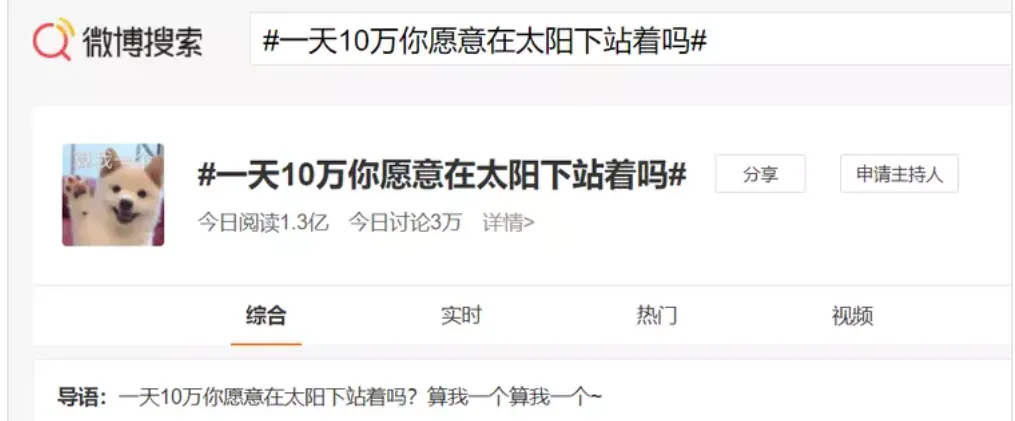 微博搜索
#一天10万你愿意在太阳下站着吗#
算我一个
#一天10万你愿意在太阳下站着吗#
分享
申请主持人
今日阅读1.3亿 今日讨论3万 详情>
综合 实时 热门 视频
导语：一天10万你愿意在太阳下站着吗？算我一个算我一个~